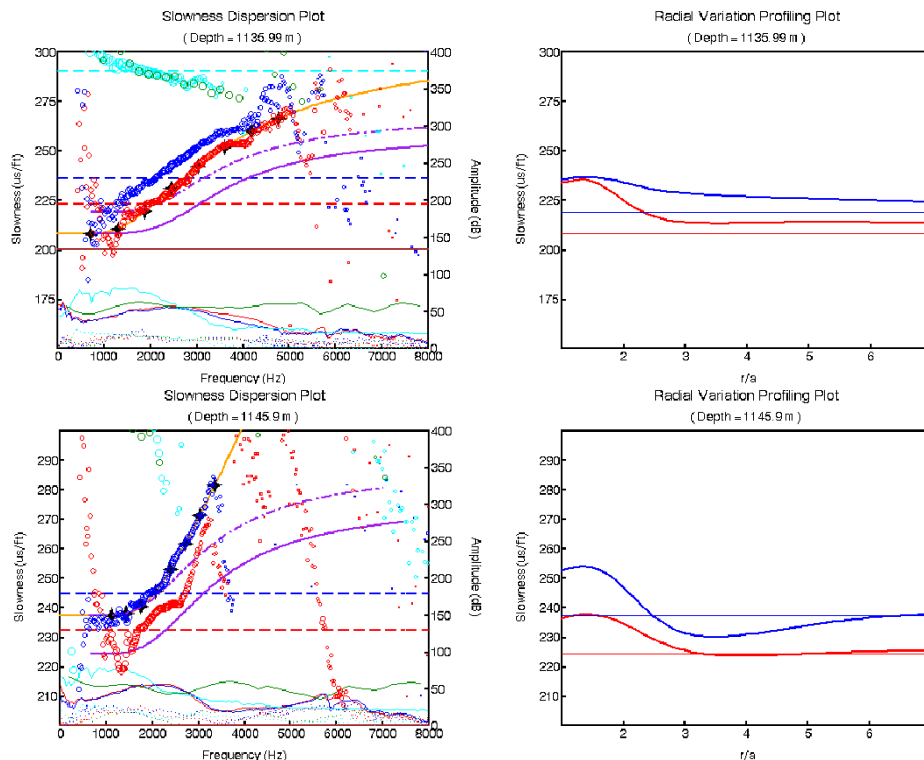 Slowness Dispersion Plot
( Depth = 1135.99 m )
300
275
250
225
200
175
400
350
300
250
200
150
100
50
0 1000 2000 3000 4000 5000 6000 7000 8000
Slowness (us/ft)
Amplitude (dB)
Frequency (Hz)
Radial Variation Profiling Plot
( Depth = 1135.99 m )
300
275
250
225
200
175
2 3 4 5 6
Slowness (us/ft)
r/a
Slowness Dispersion Plot
( Depth = 1145.9 m )
290
280
270
260
250
240
230
220
210
400
350
300
250
200
150
100
50
0
0 1000 2000 3000 4000 5000 6000 7000 8000
Slowness (us/ft)
Amplitude (dB)
Frequency (Hz)
Radial Variation Profiling Plot
( Depth = 1145.9 m )
290
280
270
260
250
240
230
220
210
1 2 3 4 5 6
Slowness (us/ft)
r/a